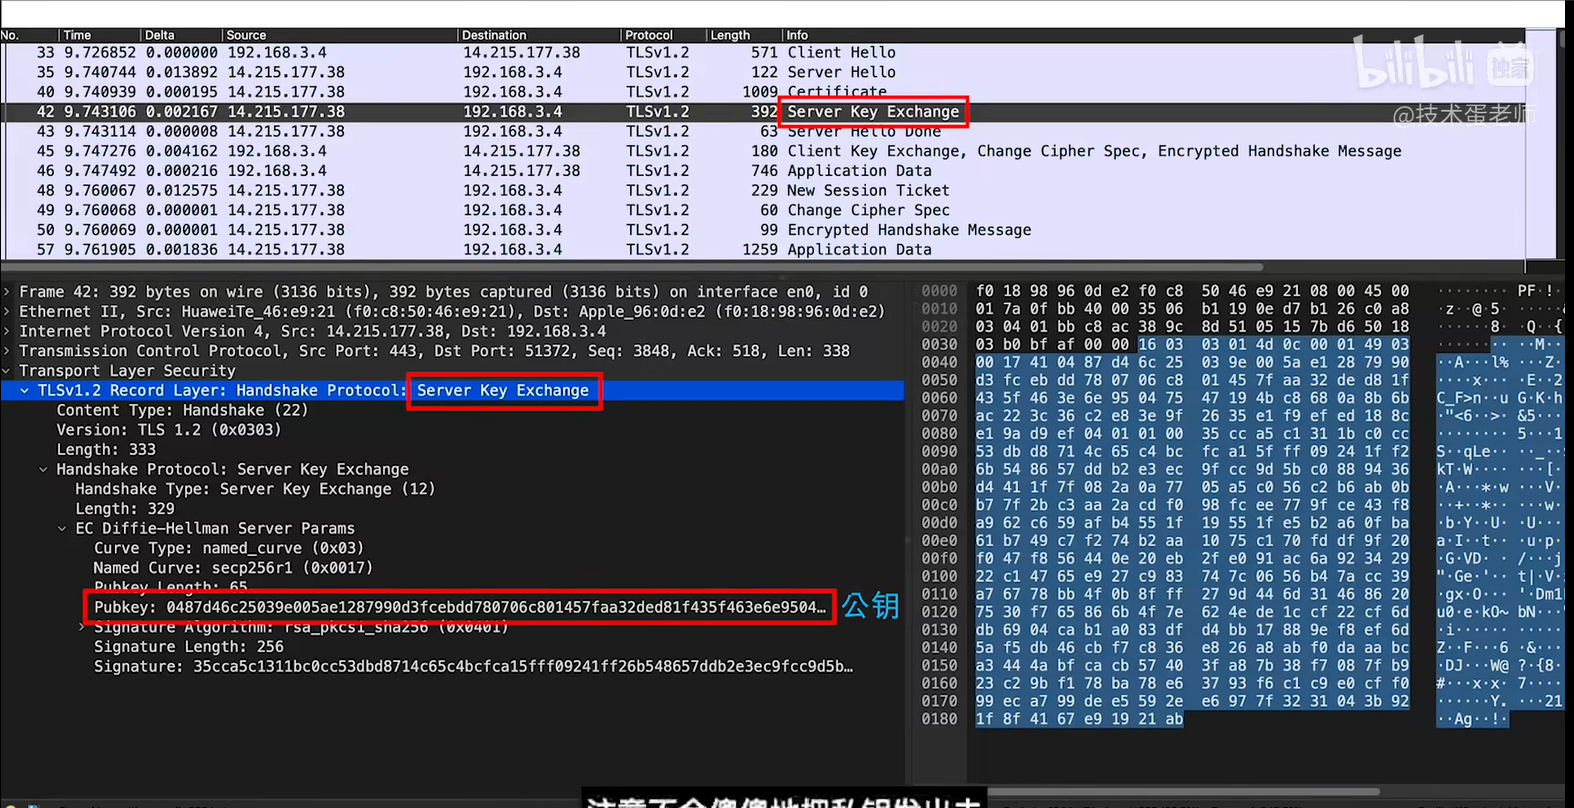 No. Time Delta Source Destination Protocol Length Info
33 9.726852 0.000000 192.168.3.4 14.215.177.38 TLSv1.2 571 Client Hello
35 9.740744 0.013892 14.215.177.38 192.168.3.4 TLSv1.2 122 Server Hello
40 9.740939 0.000195 14.215.177.38 192.168.3.4 TLSv1.2 1009 Certificate
42 9.743106 0.002167 14.215.177.38 192.168.3.4 TLSv1.2 392 Server Key Exchange
43 9.743114 0.000008 14.215.177.38 192.168.3.4 TLSv1.2 63 Server Hello Done
45 9.747276 0.004162 192.168.3.4 14.215.177.38 TLSv1.2 180 Client Key Exchange, Change Cipher Spec, Encrypted Handshake Message
46 9.747492 0.000216 192.168.3.4 14.215.177.38 TLSv1.2 746 Application Data
48 9.760067 0.012575 14.215.177.38 192.168.3.4 TLSv1.2 229 New Session Ticket
49 9.760068 0.000001 14.215.177.38 192.168.3.4 TLSv1.2 60 Change Cipher Spec
50 9.760069 0.000001 14.215.177.38 192.168.3.4 TLSv1.2 99 Encrypted Handshake Message
57 9.761905 0.001836 14.215.177.38 192.168.3.4 TLSv1.2 1259 Application Data
bilibili 独家
@技术蛋老师
Frame 42: 392 bytes on wire (3136 bits), 392 bytes captured (3136 bits) on interface en0, id 0
Ethernet II, Src: HuaweiTe_46:e9:21 (f0:c8:50:46:e9:21), Dst: Apple_96:0d:e2 (f0:18:98:96:0d:e2)
Internet Protocol Version 4, Src: 14.215.177.38, Dst: 192.168.3.4
Transmission Control Protocol, Src Port: 443, Dst Port: 51372, Seq: 3848, Ack: 518, Len: 338
Transport Layer Security
TLSv1.2 Record Layer: Handshake Protocol: Server Key Exchange
Content Type: Handshake (22)
Version: TLS 1.2 (0x0303)
Length: 333
Handshake Protocol: Server Key Exchange
Handshake Type: Server Key Exchange (12)
Length: 329
EC Diffie-Hellman Server Params
Curve Type: named_curve (0x03)
Named Curve: secp256r1 (0x0017)
Pubkey Length: 65
Pubkey: 0487d46c25039e005ae1287990d3fcebdd780706c801457faa32ded81f435f463e6e9504… 公钥
Signature Algorithm: rsa_pkcs1_sha256 (0x0401)
Signature Length: 256
Signature: 35cca5c1311bc0cc53dbd8714c65c4bcfca15fff09241ff26b548657ddb2e3ec9fcc9d5b…
0000 f0 18 98 96 0d e2 f0 c8 50 46 e9 21 08 00 45 00
0010 01 7a 0f bb 40 00 35 06 b1 19 0e d7 b1 26 c0 a8
0020 03 04 01 bb c8 ac 38 9c 8d 51 05 15 7b d6 50 18
0030 03 b0 bf af 00 00 16 03 03 01 4d 0c 00 01 49 03
0040 00 17 41 04 87 d4 6c 25 03 9e 00 5a e1 28 79 90
0050 d3 fc eb dd 78 07 06 c8 01 45 7f aa 32 de d8 1f
0060 43 5f 46 3e 6e 95 04 75 47 19 4b c8 68 0a 8b 6b
0070 ac 22 3c 36 c2 e8 3e 9f 26 35 e1 f9 ef ed 18 8c
0080 e1 9a d9 ef 04 01 01 00 35 cc a5 c1 31 1b c0 cc
0090 53 db d8 71 4c 65 c4 bc fc a1 5f ff 09 24 1f f2
00a0 6b 54 86 57 dd b2 e3 ec 9f cc 9d 5b c0 88 94 36
00b0 d4 41 1f 7f 08 2a 0a 77 05 a5 c0 56 c2 b6 ab 0b
00c0 b7 7f 2b c3 aa 2a cd f0 98 fc ee 77 9f ce 43 f8
00d0 a9 62 c6 59 af b4 55 1f 19 55 1f e5 b2 a6 0f ba
00e0 61 b7 49 c7 f2 74 b2 aa 10 75 c1 70 fd df 9f 20
00f0 f0 47 f8 56 44 0e 20 eb 2f e0 91 ac 6a 92 34 29
0100 22 c1 47 65 e9 27 c9 83 74 7c 06 56 b4 7a cc 39
0110 a7 67 78 bb 4f 0b 8f 27 f9 9d 44 6d 31 46 86 20
0120 75 30 f7 65 86 6b 4f 7e 62 4e de 1c cf 22 cf 6d
0130 db 69 04 ca b1 a0 83 df d4 bb 17 88 9e f8 ef 6d
0140 5a f5 db 46 cb f7 c8 36 e8 26 a8 ab f0 da aa bc
0150 a3 44 4a bf ca cb 57 40 3f a8 7b 38 f7 08 7f b9
0160 23 c2 9b f1 78 ba 78 e6 37 93 f6 c1 c9 e0 cf f0
0170 99 ec a7 99 de e5 59 2e e6 97 7f 32 31 04 3b 92
0180 1f 8f 41 67 e9 19 21 ab
注意不会傻傻地把私钥发出去